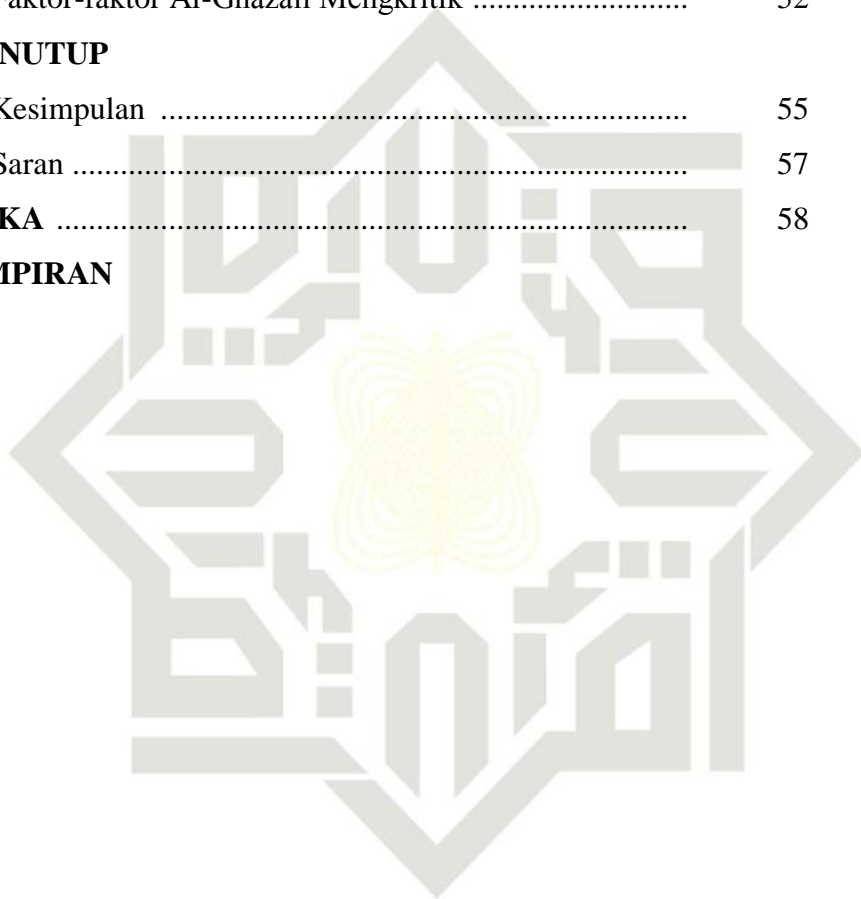 Faktor-faktor Al-Ghazali Mengkritik ........................... 52
NUTUP
Kesimpulan .................................................................. 55
Saran ............................................................................. 57
KA ............................................................................... 58
MPIRAN